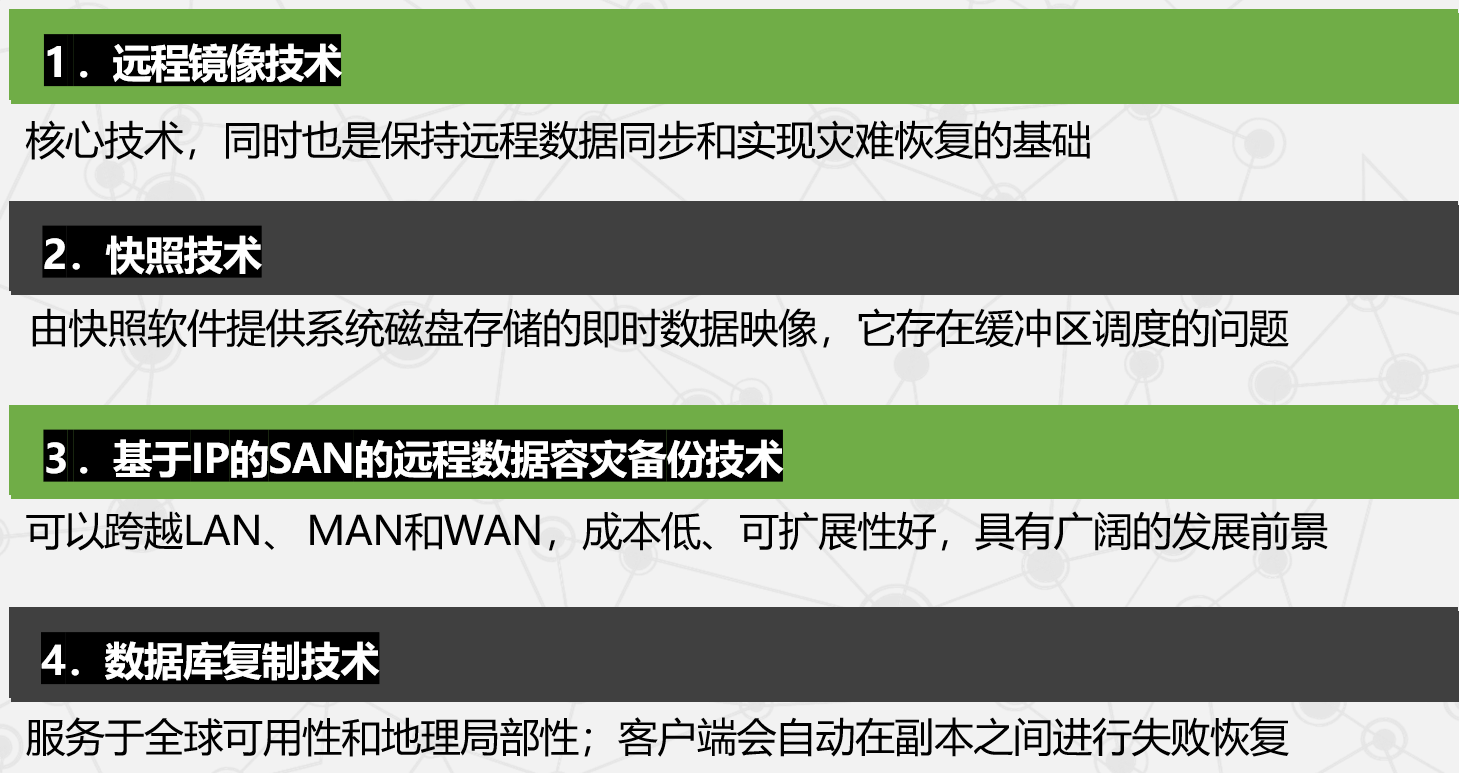 1．远程镜像技术
核心技术，同时也是保持远程数据同步和实现灾难恢复的基础
2．快照技术
由快照软件提供系统磁盘存储的即时数据映像，它存在缓冲区调度的问题
3．基于IP的SAN的远程数据容灾备份技术
可以跨越LAN、 MAN和WAN，成本低、可扩展性好，具有广阔的发展前景
4．数据库复制技术
服务于全球可用性和地理局部性；客户端会自动在副本之间进行失败恢复